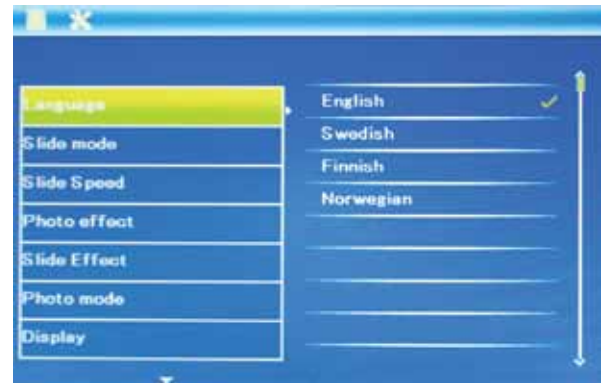 Language
Slide mode
Slide Speed
Photo effect
Slide Effect
Photo mode
Display
English
Swedish
Finnish
Norwegian